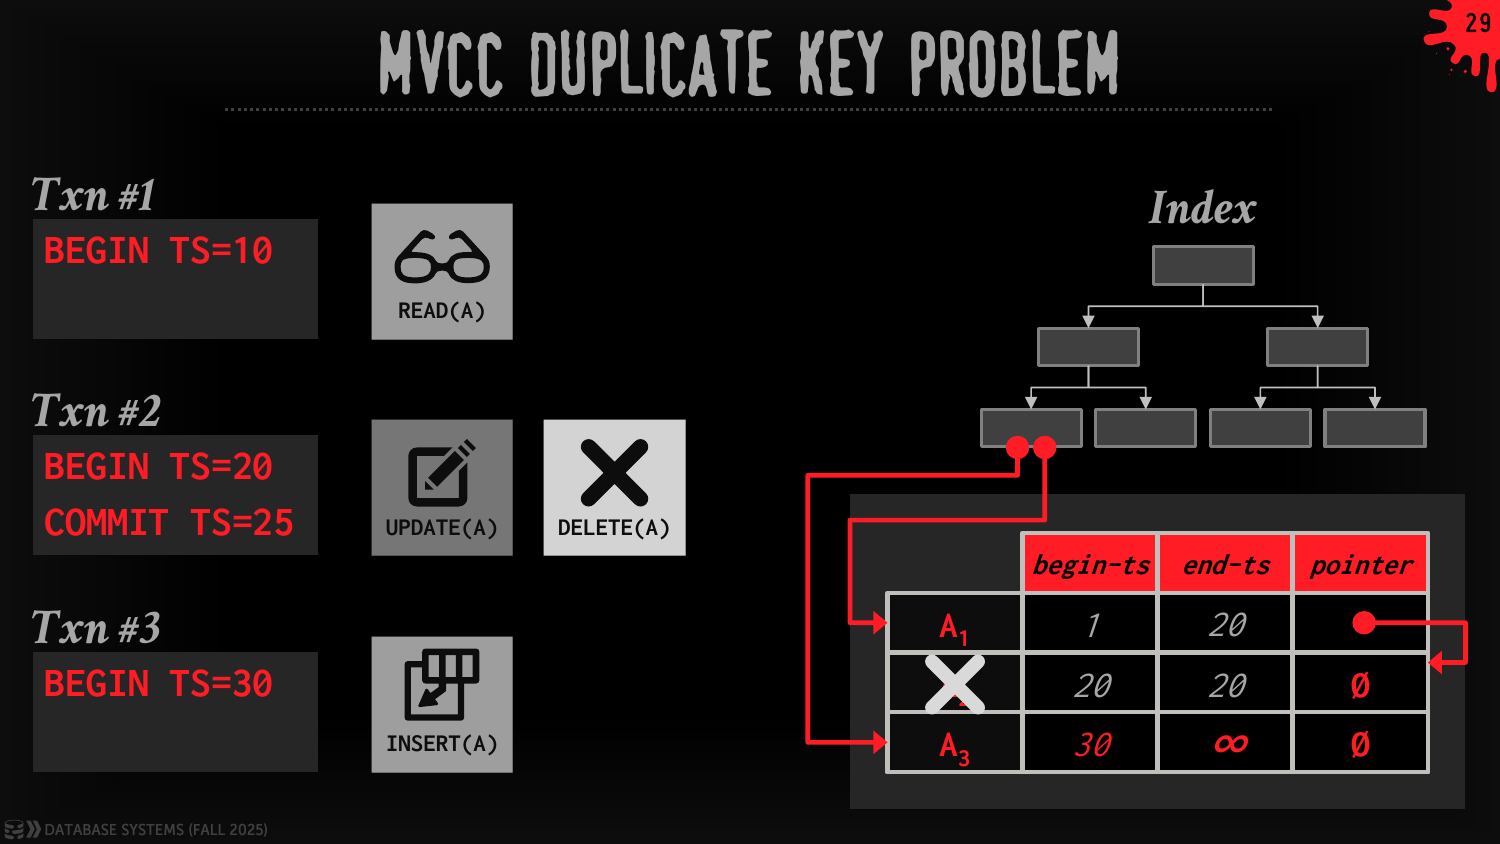 29
MVCC DUPLICATE KEY PROBLEM
Txn #1
BEGIN TS=10
READ(A)
Txn #2
BEGIN TS=20
COMMIT TS=25
UPDATE(A)
DELETE(A)
Txn #3
BEGIN TS=30
INSERT(A)
Index
begin-ts end-ts pointer
A₁ 1 20
20 20 Ø
A₃ 30 ∞ Ø
DATABASE SYSTEMS (FALL 2025)